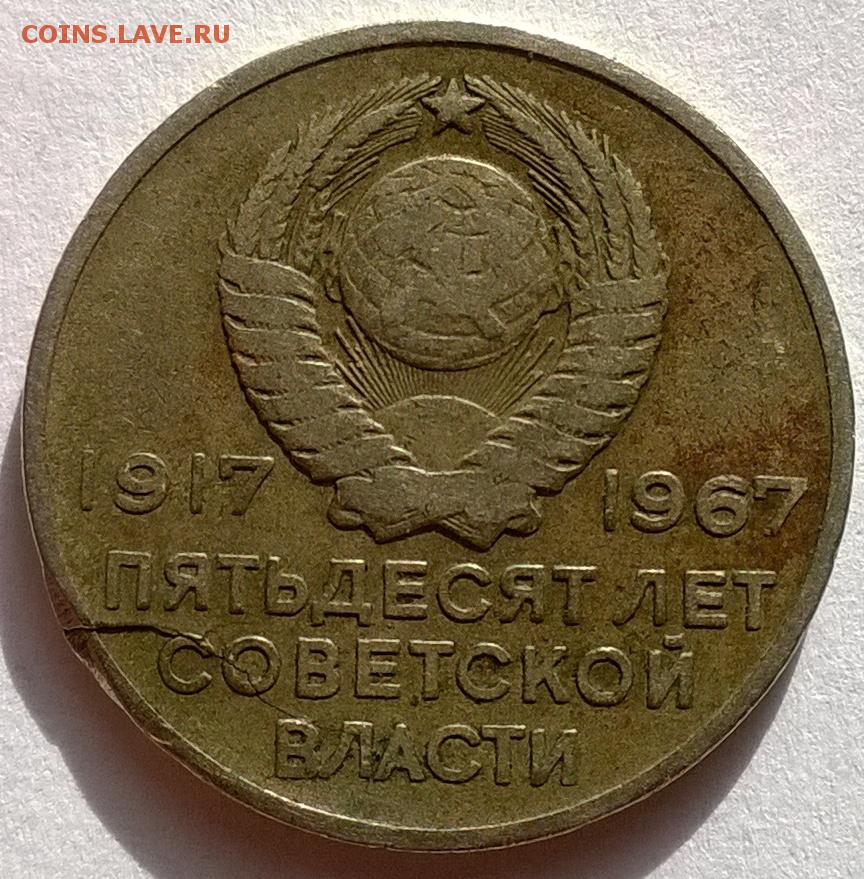 COINS.LAVE.RU
1917 1967
ПЯТЬДЕСЯТ ЛЕТ
СОВЕТСКОЙ
ВЛАСТИ